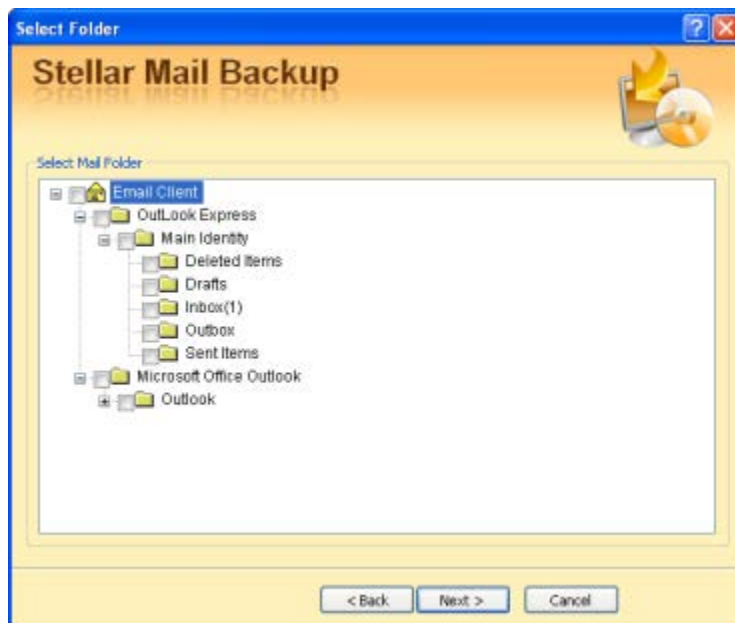 Select Folder
Stellar Mail Backup
Select Mail Folder
Email Client
OutLook Express
Main Identity
Deleted Items
Drafts
Inbox(1)
Outbox
Sent Items
Microsoft Office Outlook
Outlook
< Back Next > Cancel